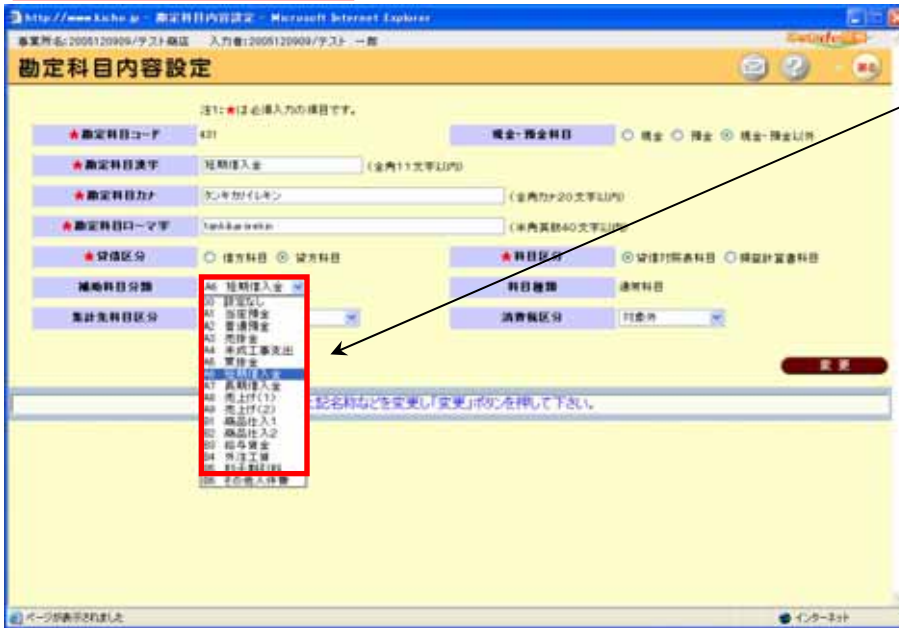 http://www.kicho.jp - 勘定科目内容設定 - Microsoft Internet Explorer
事業所名:2005120909/テスト商店 入力者:2005120909/テスト 一郎
勘定科目内容設定
戻る
注1:★は必須入力の項目です。
★勘定科目コード 431 現金・預金科目 現金 預金 現金・預金以外
★勘定科目漢字 短期借入金 (全角11文字以内)
★勘定科目カナ タンキカリイレキン (全角カナ20文字以内)
★勘定科目ローマ字 tankikariirekin (半角英数40文字以内)
★貸借区分 借方科目 貸方科目 ★科目区分 貸借対照表科目 損益計算書科目
補助科目分類 A6 短期借入金 科目種類 通常科目
集計先科目区分 消費税区分 対象外
00 設定なし
A1 当座預金
A2 普通預金
A3 売掛金
A4 未成工事支出
A5 買掛金
A6 短期借入金
A7 長期借入金
A8 売上げ(1)
A9 売上げ(2)
B1 商品仕入1
B2 商品仕入2
B3 給与賃金
B4 外注工賃
B5 利子割引料
B6 その他人件費
変 更
記名称などを変更し「変更」ボタンを押して下さい。
ページが表示されました
インターネット